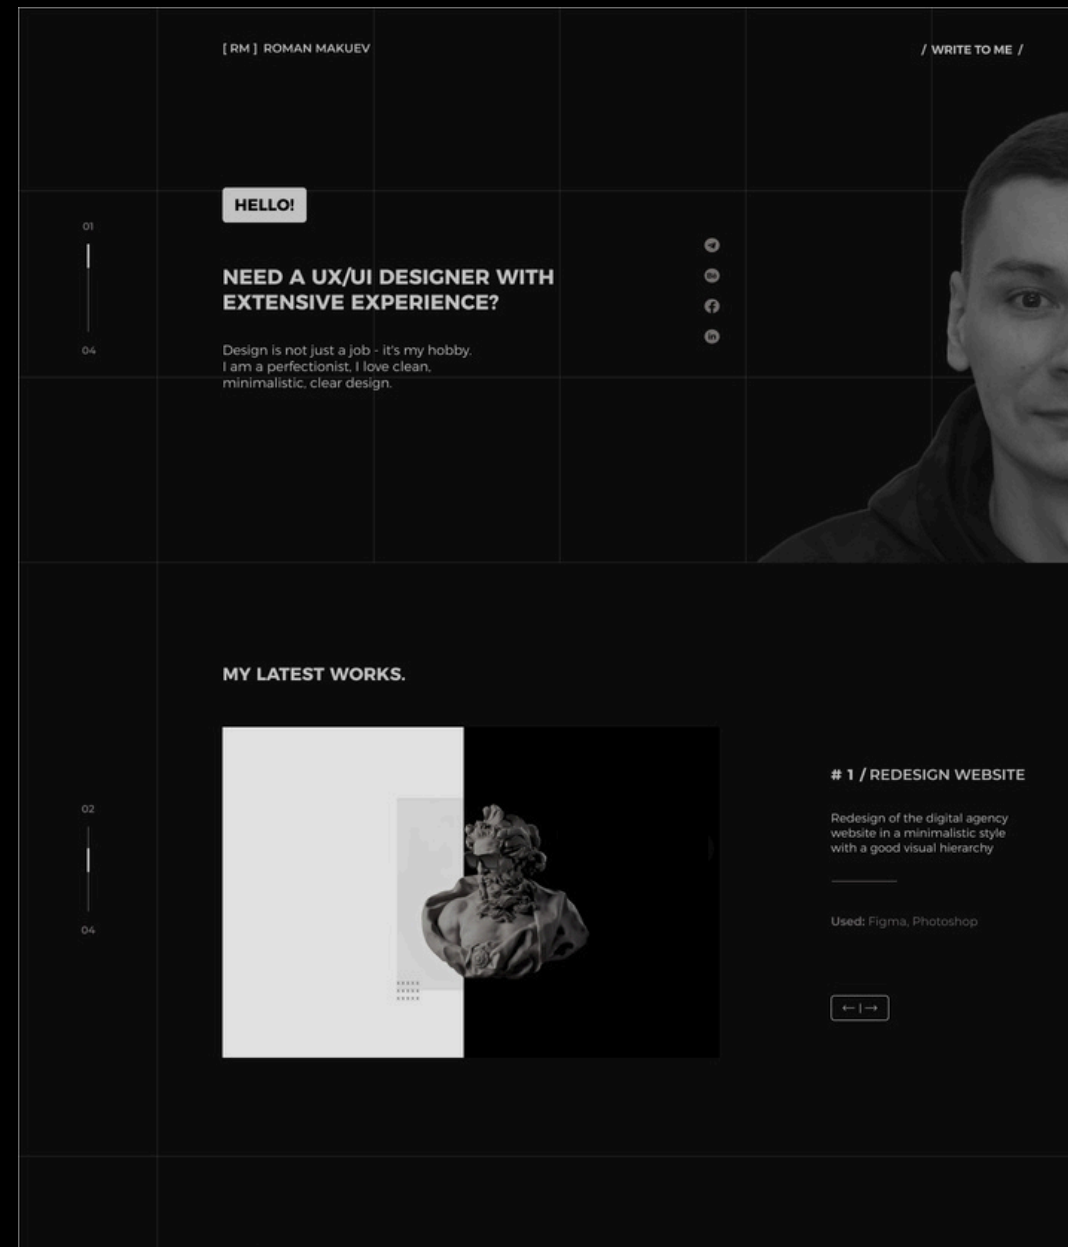 [ RM ] ROMAN MAKUEV
/ WRITE TO ME /
HELLO!
01
04
NEED A UX/UI DESIGNER WITH
EXTENSIVE EXPERIENCE?
Design is not just a job - it's my hobby.
I am a perfectionist, I love clean,
minimalistic, clear design.
Bē
in
MY LATEST WORKS.
02
04
# 1 / REDESIGN WEBSITE
Redesign of the digital agency
website in a minimalistic style
with a good visual hierarchy
Used: Figma, Photoshop
← | →